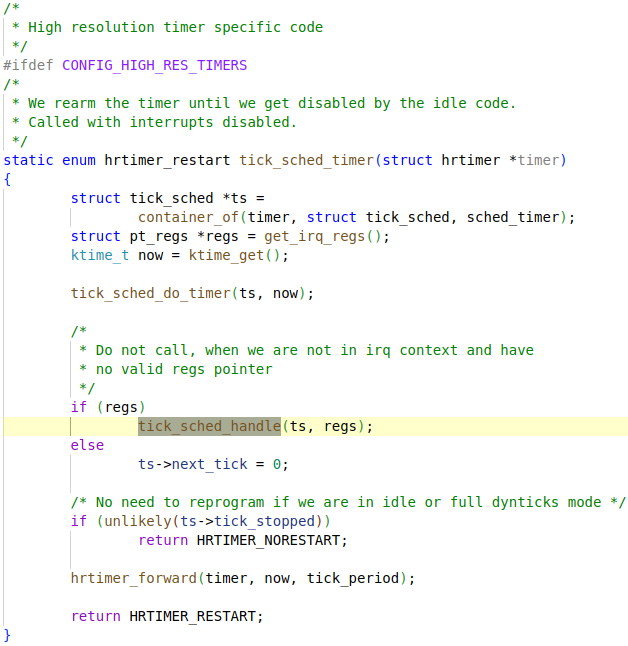 /*
 * High resolution timer specific code
 */
#ifdef CONFIG_HIGH_RES_TIMERS
/*
 * We rearm the timer until we get disabled by the idle code.
 * Called with interrupts disabled.
 */
static enum hrtimer_restart tick_sched_timer(struct hrtimer *timer)
{
        struct tick_sched *ts =
                container_of(timer, struct tick_sched, sched_timer);
        struct pt_regs *regs = get_irq_regs();
        ktime_t now = ktime_get();

        tick_sched_do_timer(ts, now);

        /*
         * Do not call, when we are not in irq context and have
         * no valid regs pointer
         */
        if (regs)
                tick_sched_handle(ts, regs);
        else
                ts->next_tick = 0;

        /* No need to reprogram if we are in idle or full dynticks mode */
        if (unlikely(ts->tick_stopped))
                return HRTIMER_NORESTART;

        hrtimer_forward(timer, now, tick_period);

        return HRTIMER_RESTART;
}